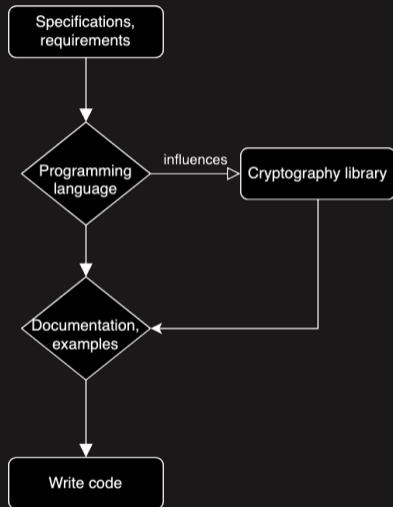 Specifications,
requirements
Programming
language
influences
Cryptography library
Documentation,
examples
Write code